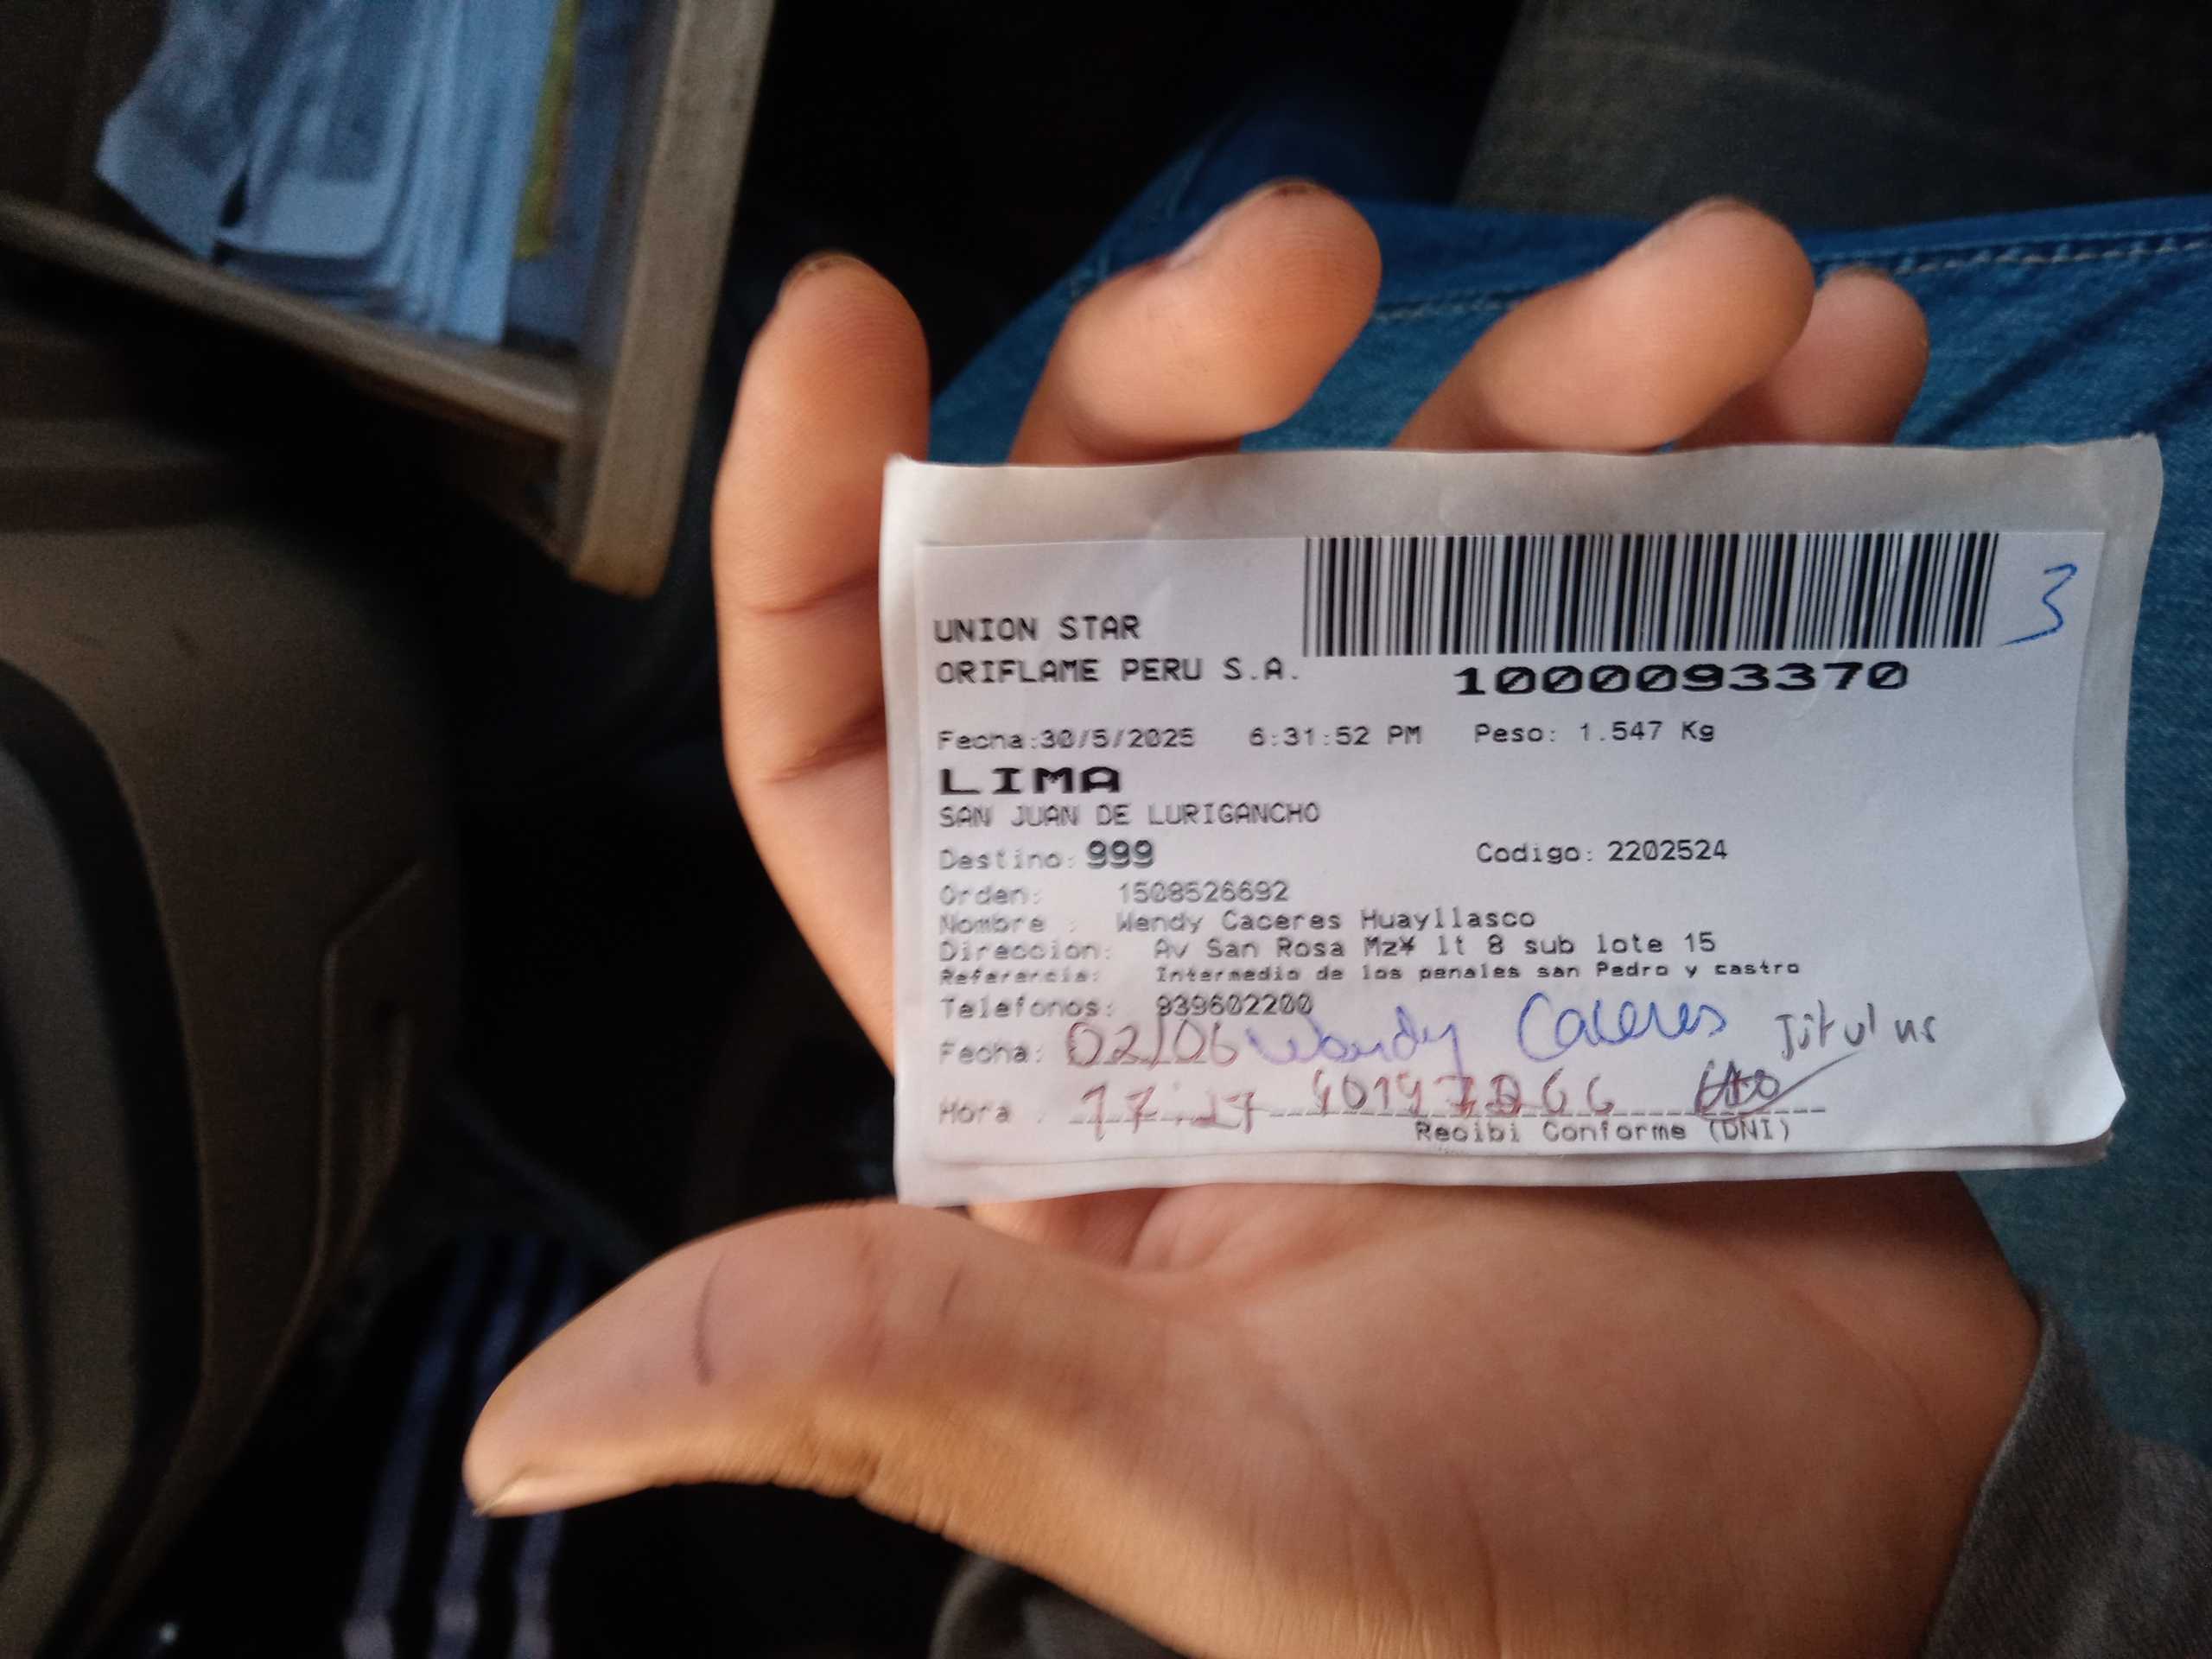 3
UNION STAR
ORIFLAME PERU S.A.
1000093370
Fecha:30/5/2025 6:31:52 PM Peso: 1.547 Kg
LIMA
SAN JUAN DE LURIGANCHO
Destino: 999 Codigo: 2202524
Orden: 1508526692
Nombre : Wendy Caceres Huayllasco
Direccion: Av San Rosa Mz¥ lt 8 sub lote 15
Referencia: Intermedio de los penales san Pedro y castro
Telefonos: 939602200
Fecha: 02/06 Wendy Caceres
Hora : 17:27
Recibi Conforme (DNI)